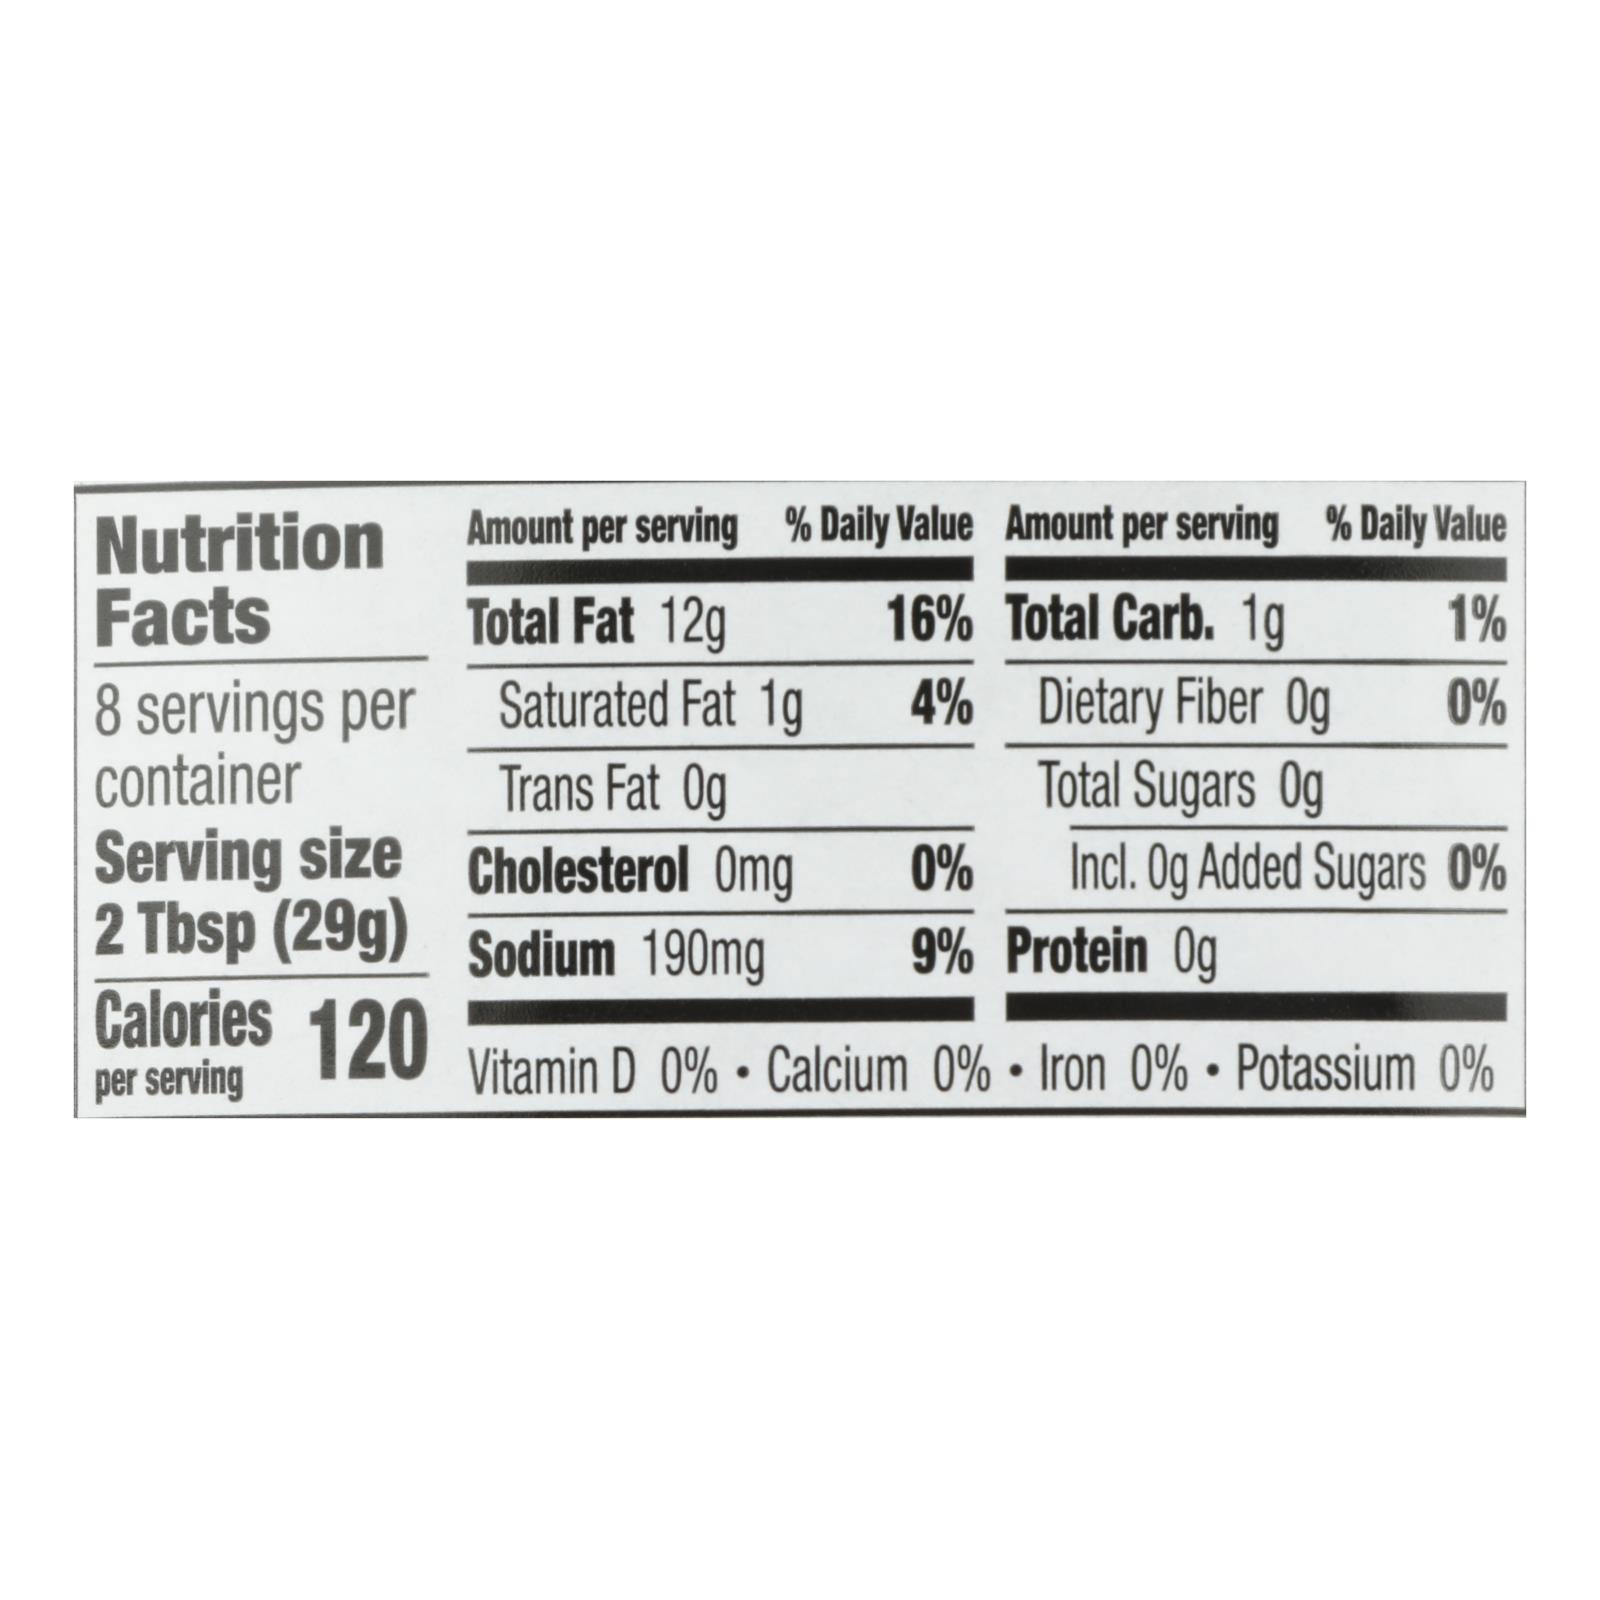 Nutrition
Facts
8 servings per
container
Serving size
2 Tbsp (29g)
Calories 120
per serving
Amount per serving % Daily Value
Total Fat 12g 16%
Saturated Fat 1g 4%
Trans Fat 0g
Cholesterol 0mg 0%
Sodium 190mg 9%
Amount per serving % Daily Value
Total Carb. 1g 1%
Dietary Fiber 0g 0%
Total Sugars 0g
Incl. 0g Added Sugars 0%
Protein 0g
Vitamin D 0% • Calcium 0% • Iron 0% • Potassium 0%